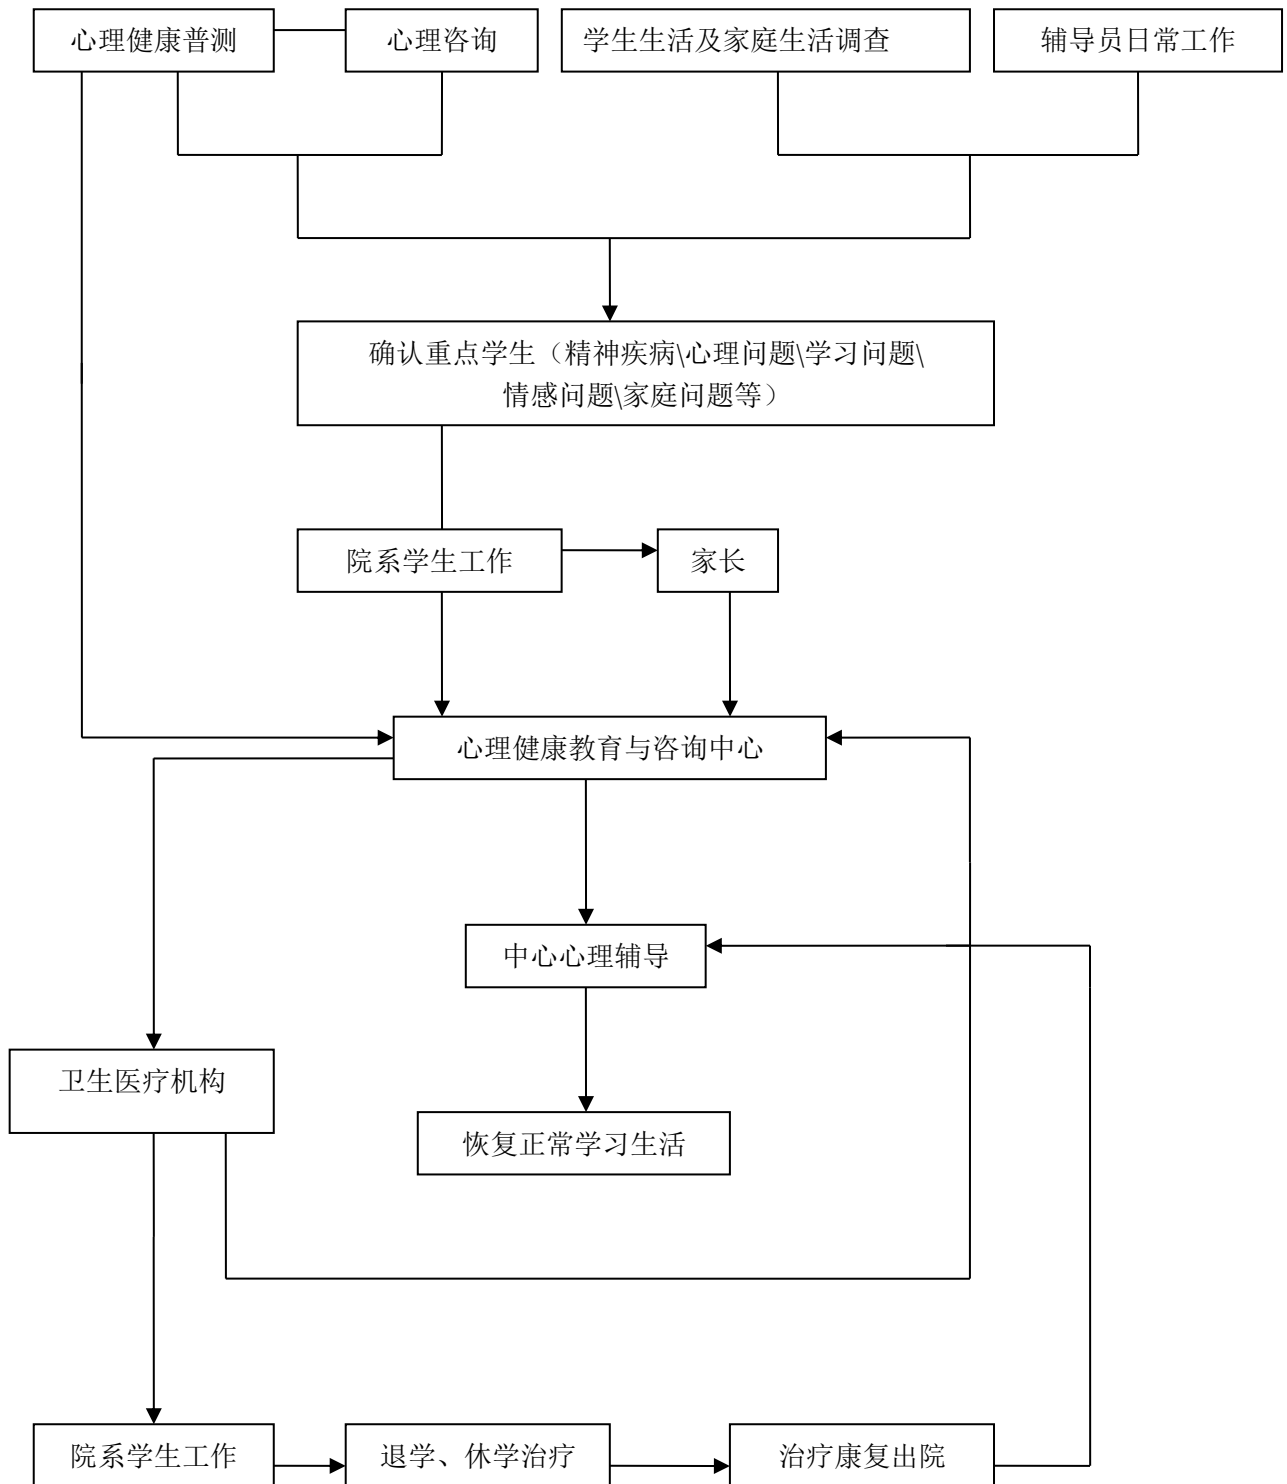 心理健康普测
心理咨询
学生生活及家庭生活调查
辅导员日常工作
确认重点学生（精神疾病\心理问题\学习问题\
情感问题\家庭问题等）
院系学生工作
家长
心理健康教育与咨询中心
中心心理辅导
卫生医疗机构
恢复正常学习生活
院系学生工作
退学、休学治疗
治疗康复出院